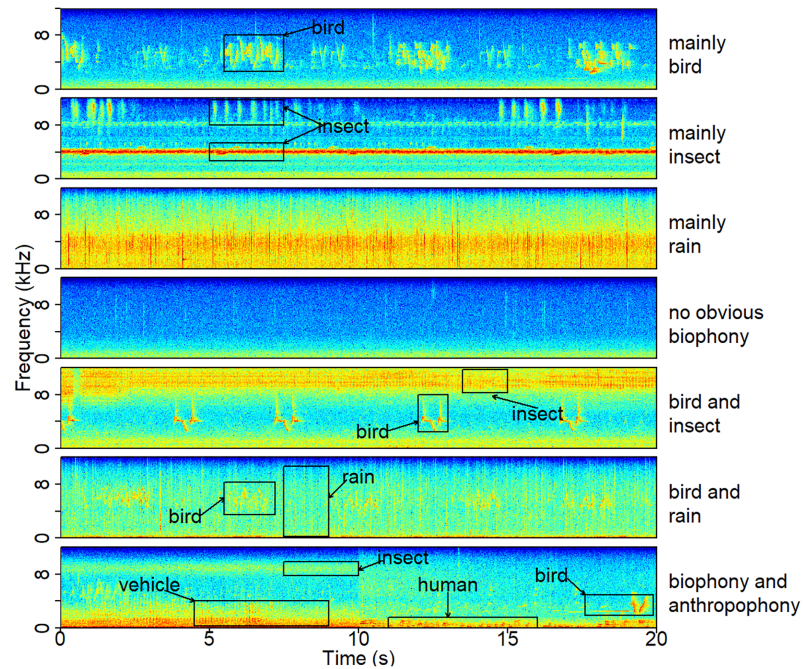 8
0
bird
mainly
bird
8
0
insect
mainly
insect
8
0
mainly
rain
8
0
no obvious
biophony
8
0
bird
insect
bird and
insect
8
0
bird
rain
bird and
rain
8
0
vehicle
insect
human
bird
biophony and
anthropophony
0 5 10 15 20
Time (s)
Frequency (kHz)